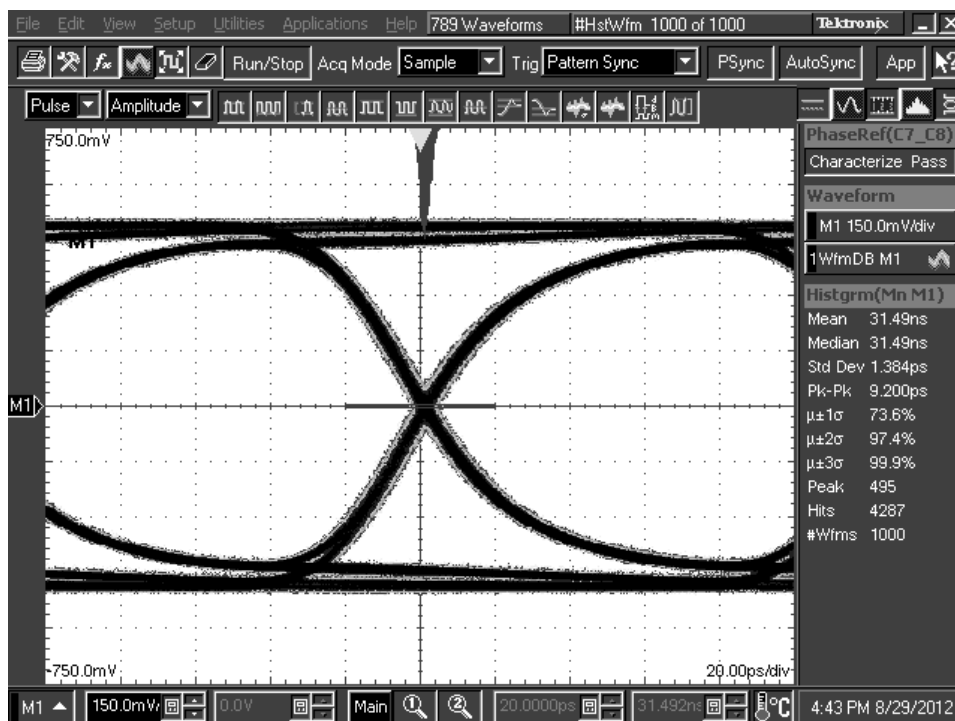 File Edit View Setup Utilities Applications Help 789 Waveforms #HstWfm 1000 of 1000 Tektronix
Run/Stop Acq Mode Sample Trig Pattern Sync PSync AutoSync App
Pulse Amplitude
750.0mV
M1
M1
-750.0mV
20.00ps/div
PhaseRef(C7_C8)
Characterize Pass
Waveform
M1 150.0mV/div
1WfmDB M1
Histgrm(Mn M1)
Mean 31.49ns
Median 31.49ns
Std Dev 1.384ps
Pk-Pk 9.200ps
µ±1σ 73.6%
µ±2σ 97.4%
µ±3σ 99.9%
Peak 495
Hits 4287
#Wfms 1000
M1 150.0mV/ 0.0V Main 1 2 20.0000ps 31.492n °C 4:43 PM 8/29/2012